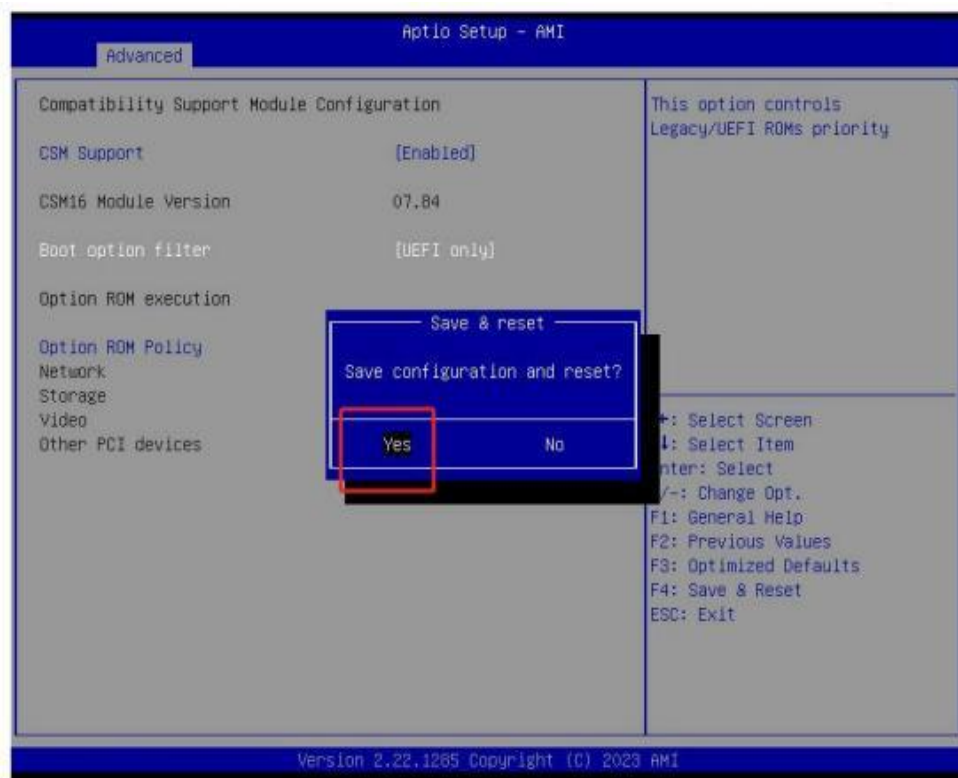 Aptio Setup - AMI
Advanced
Compatibility Support Module Configuration
CSM Support [Enabled]
CSM16 Module Version 07.84
Boot option filter [UEFI only]
Option ROM execution
Option ROM Policy
Network
Storage
Video
Other PCI devices
This option controls
Legacy/UEFI ROMs priority
Save & reset
Save configuration and reset?
Yes No
: Select Screen
: Select Item
nter: Select
/-: Change Opt.
F1: General Help
F2: Previous Values
F3: Optimized Defaults
F4: Save & Reset
ESC: Exit
Version 2.22.1285 Copyright (C) 2023 AMI